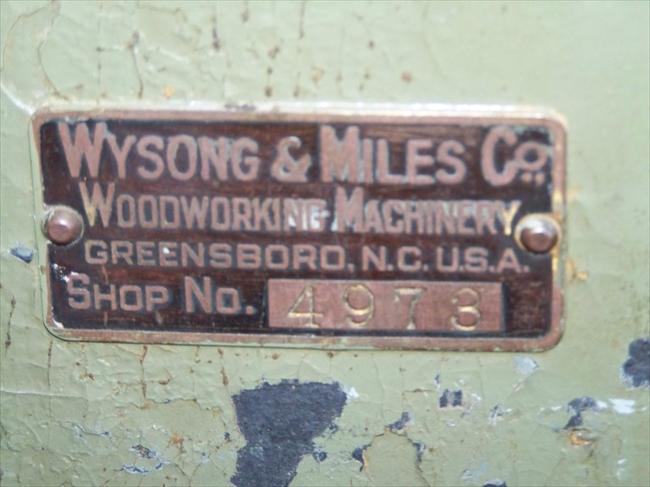 WYSONG & MILES CO.
WOODWORKING MACHINERY
GREENSBORO, N.C. U.S.A.
SHOP NO. 4973